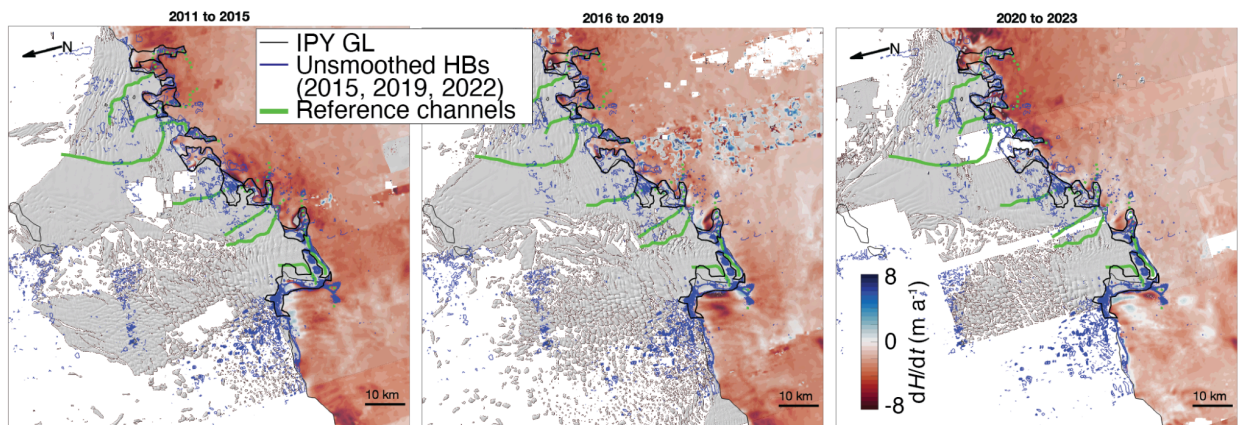 2011 to 2015
2016 to 2019
2020 to 2023
N
IPY GL
Unsmoothed HBs
(2015, 2019, 2022)
Reference channels
N
8
0
-8
dH/dt (m a⁻¹)
10 km
10 km
10 km